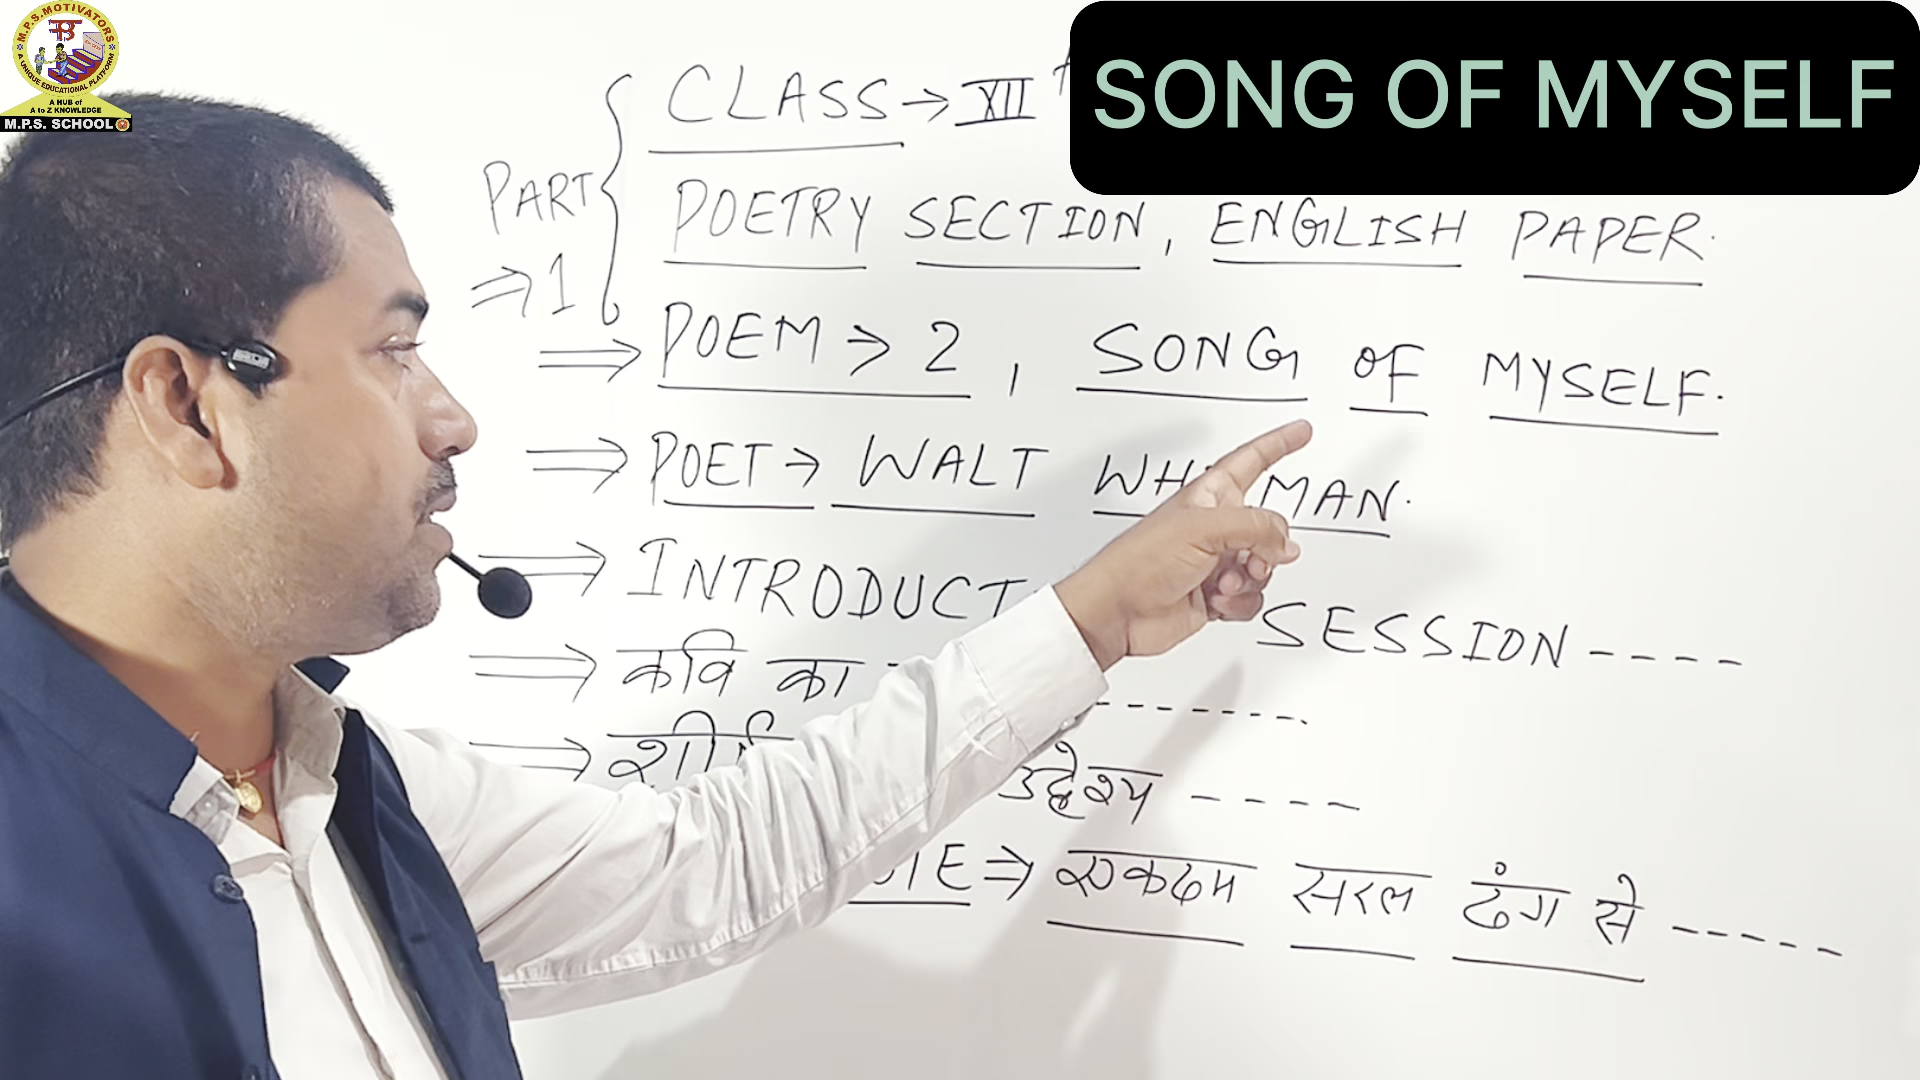 M.P.S. MOTIVATORS
A UNIQUE EDUCATIONAL PLATFORM
A HUB of
A to Z KNOWLEDGE
M.P.S. SCHOOL
SONG OF MYSELF
CLASS → XII
PART ⇒ 1
POETRY SECTION, ENGLISH PAPER.
⇒ POEM → 2, SONG OF MYSELF.
⇒ POET → WALT MAN.
⇒ SESSION ----
⇒ कवि का -------
⇒ उद्देश्य ----
⇒ एकदम सरल ढंग से -----